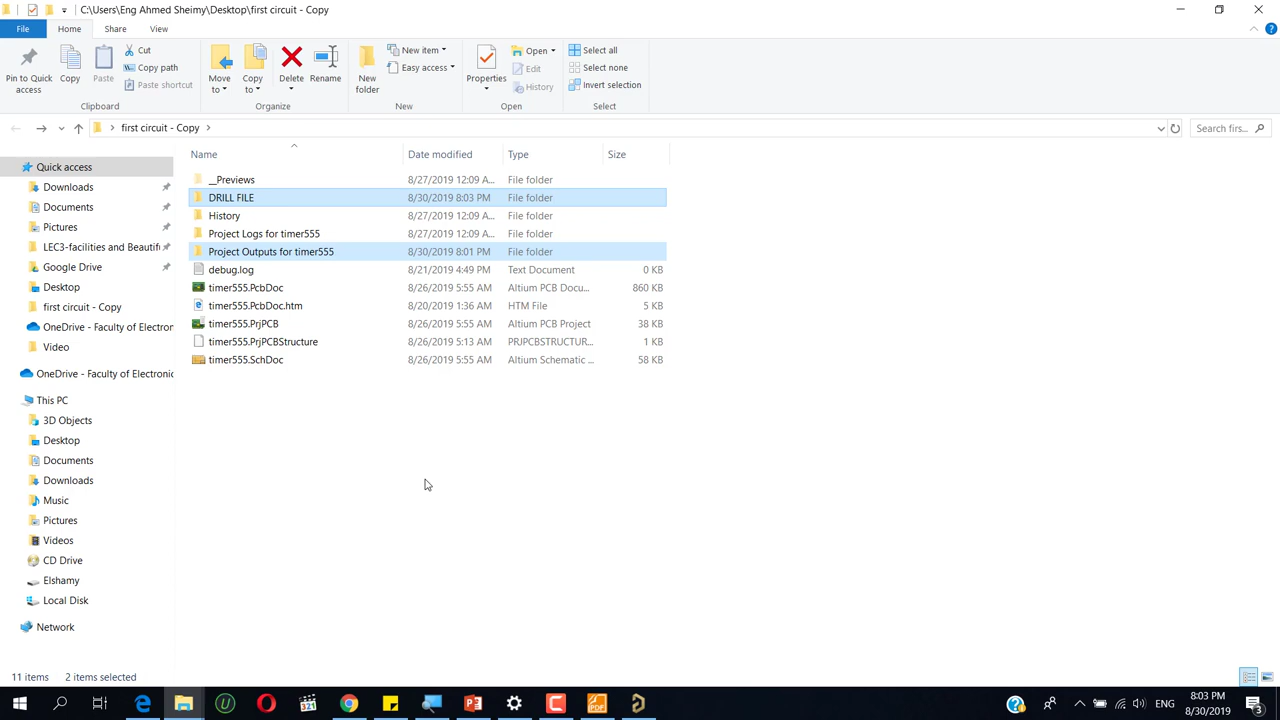 C:\Users\Eng Ahmed Sheimy\Desktop\first circuit - Copy
File Home Share View
Pin to Quick access
Copy
Paste
Cut
Copy path
Paste shortcut
Clipboard
Move to
Copy to
Delete
Rename
Organize
New folder
New item
Easy access
New
Properties
Open
Edit
History
Open
Select all
Select none
Invert selection
Select
first circuit - Copy
Search firs...
Name Date modified Type Size
__Previews 8/27/2019 12:09 A... File folder
DRILL FILE 8/30/2019 8:03 PM File folder
History 8/27/2019 12:09 A... File folder
Project Logs for timer555 8/27/2019 12:09 A... File folder
Project Outputs for timer555 8/30/2019 8:01 PM File folder
debug.log 8/21/2019 4:49 PM Text Document 0 KB
timer555.PcbDoc 8/26/2019 5:55 AM Altium PCB Docu... 860 KB
timer555.PcbDoc.htm 8/20/2019 1:35 AM HTM File 5 KB
timer555.PrjPCB 8/26/2019 5:55 AM Altium PCB Project 38 KB
timer555.PrjPCBStructure 8/26/2019 5:13 AM PRJPCBSTRUCTUR... 1 KB
timer555.SchDoc 8/26/2019 5:55 AM Altium Schematic ... 58 KB
Quick access
Downloads
Documents
Pictures
LEC3-facilities and Beautif
Google Drive
Desktop
first circuit - Copy
OneDrive - Faculty of Electron
Video
OneDrive - Faculty of Electronic
This PC
3D Objects
Desktop
Documents
Downloads
Music
Pictures
Videos
CD Drive
Elshamy
Local Disk
Network
11 items 2 items selected
321
PDF
ENG
8:03 PM
8/30/2019
3